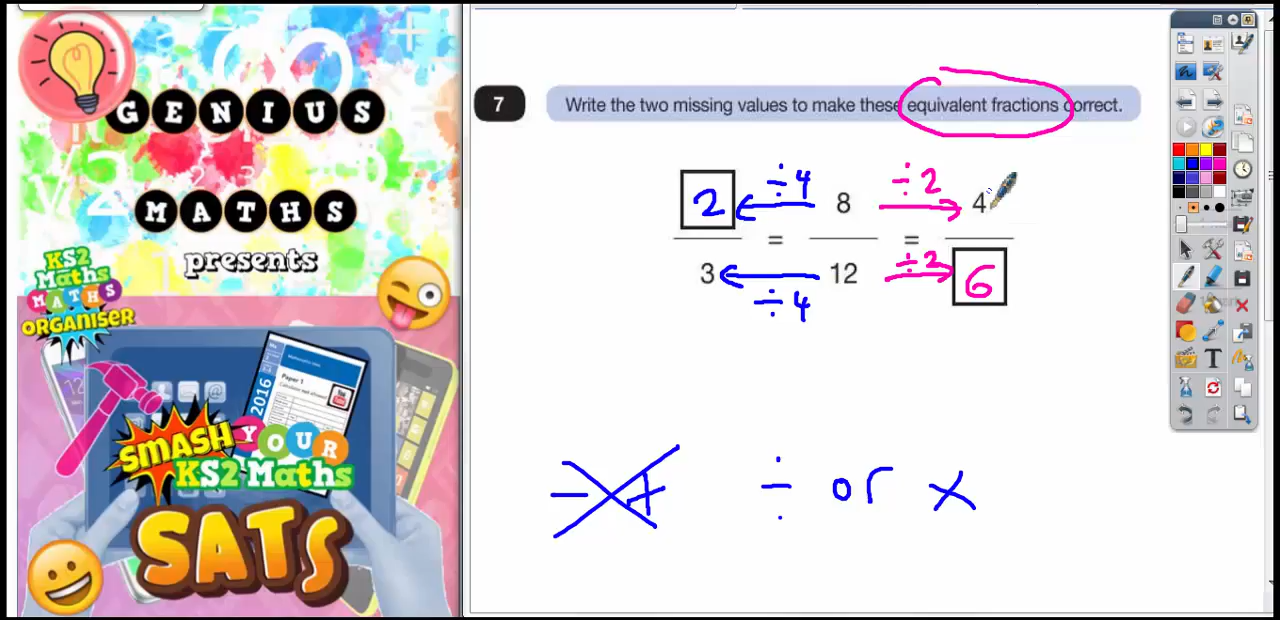 GENIUS
MATHS
presents
KS2
Maths
MATHS
ORGANISER
2016
Paper 1
SMASH YOUR
KS2 Maths
SATS
7
Write the two missing values to make these equivalent fractions correct.
÷4 ÷2
2 8 4
= =
3 12 6
÷4 ÷2
- +
÷ or x
T